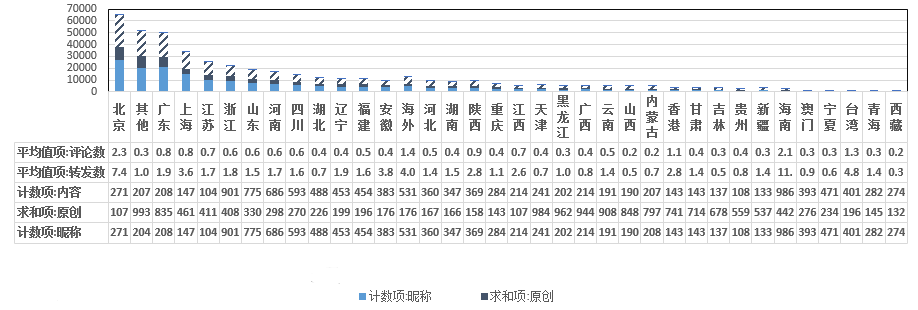 70000
60000
50000
40000
30000
20000
10000
0
北京 其他 广东 上海 江苏 浙江 山东 河南 四川 湖北 辽宁 福建 安徽 海外 河北 湖南 陕西 重庆 江西 天津 黑龙江 广西 云南 山西 内蒙古 香港 甘肃 吉林 贵州 新疆 海南 澳门 宁夏 台湾 青海 西藏
平均值项:评论数 2.3 0.3 0.8 0.8 0.7 0.6 0.6 0.6 0.6 0.4 0.4 0.5 0.4 1.4 0.5 0.4 0.9 0.4 0.7 0.4 0.3 0.4 0.5 0.2 0.2 1.1 0.4 0.3 0.4 0.3 2.1 0.3 0.3 1.3 0.3 0.2
平均值项:转发数 7.4 1.0 1.9 3.6 1.7 1.8 1.5 1.7 1.6 0.7 1.9 1.6 3.8 4.0 1.4 1.5 2.8 1.1 2.6 0.7 1.0 0.8 1.4 0.5 0.7 2.8 1.4 0.5 0.8 1.4 11. 0.9 0.6 4.8 1.4 0.3
计数项:内容 271 207 208 147 104 901 775 686 593 488 453 454 383 531 360 347 369 284 214 241 202 214 191 190 207 143 143 137 108 133 986 393 471 401 282 274
求和项:原创 107 993 835 461 411 408 330 298 270 226 199 196 176 176 167 166 158 143 107 984 962 944 908 848 797 741 714 678 559 537 442 276 234 196 145 132
计数项:昵称 271 204 208 147 104 901 775 686 593 488 453 454 383 531 360 347 369 284 214 241 202 214 191 190 208 143 143 137 108 133 986 393 471 401 282 274
计数项:昵称 求和项:原创